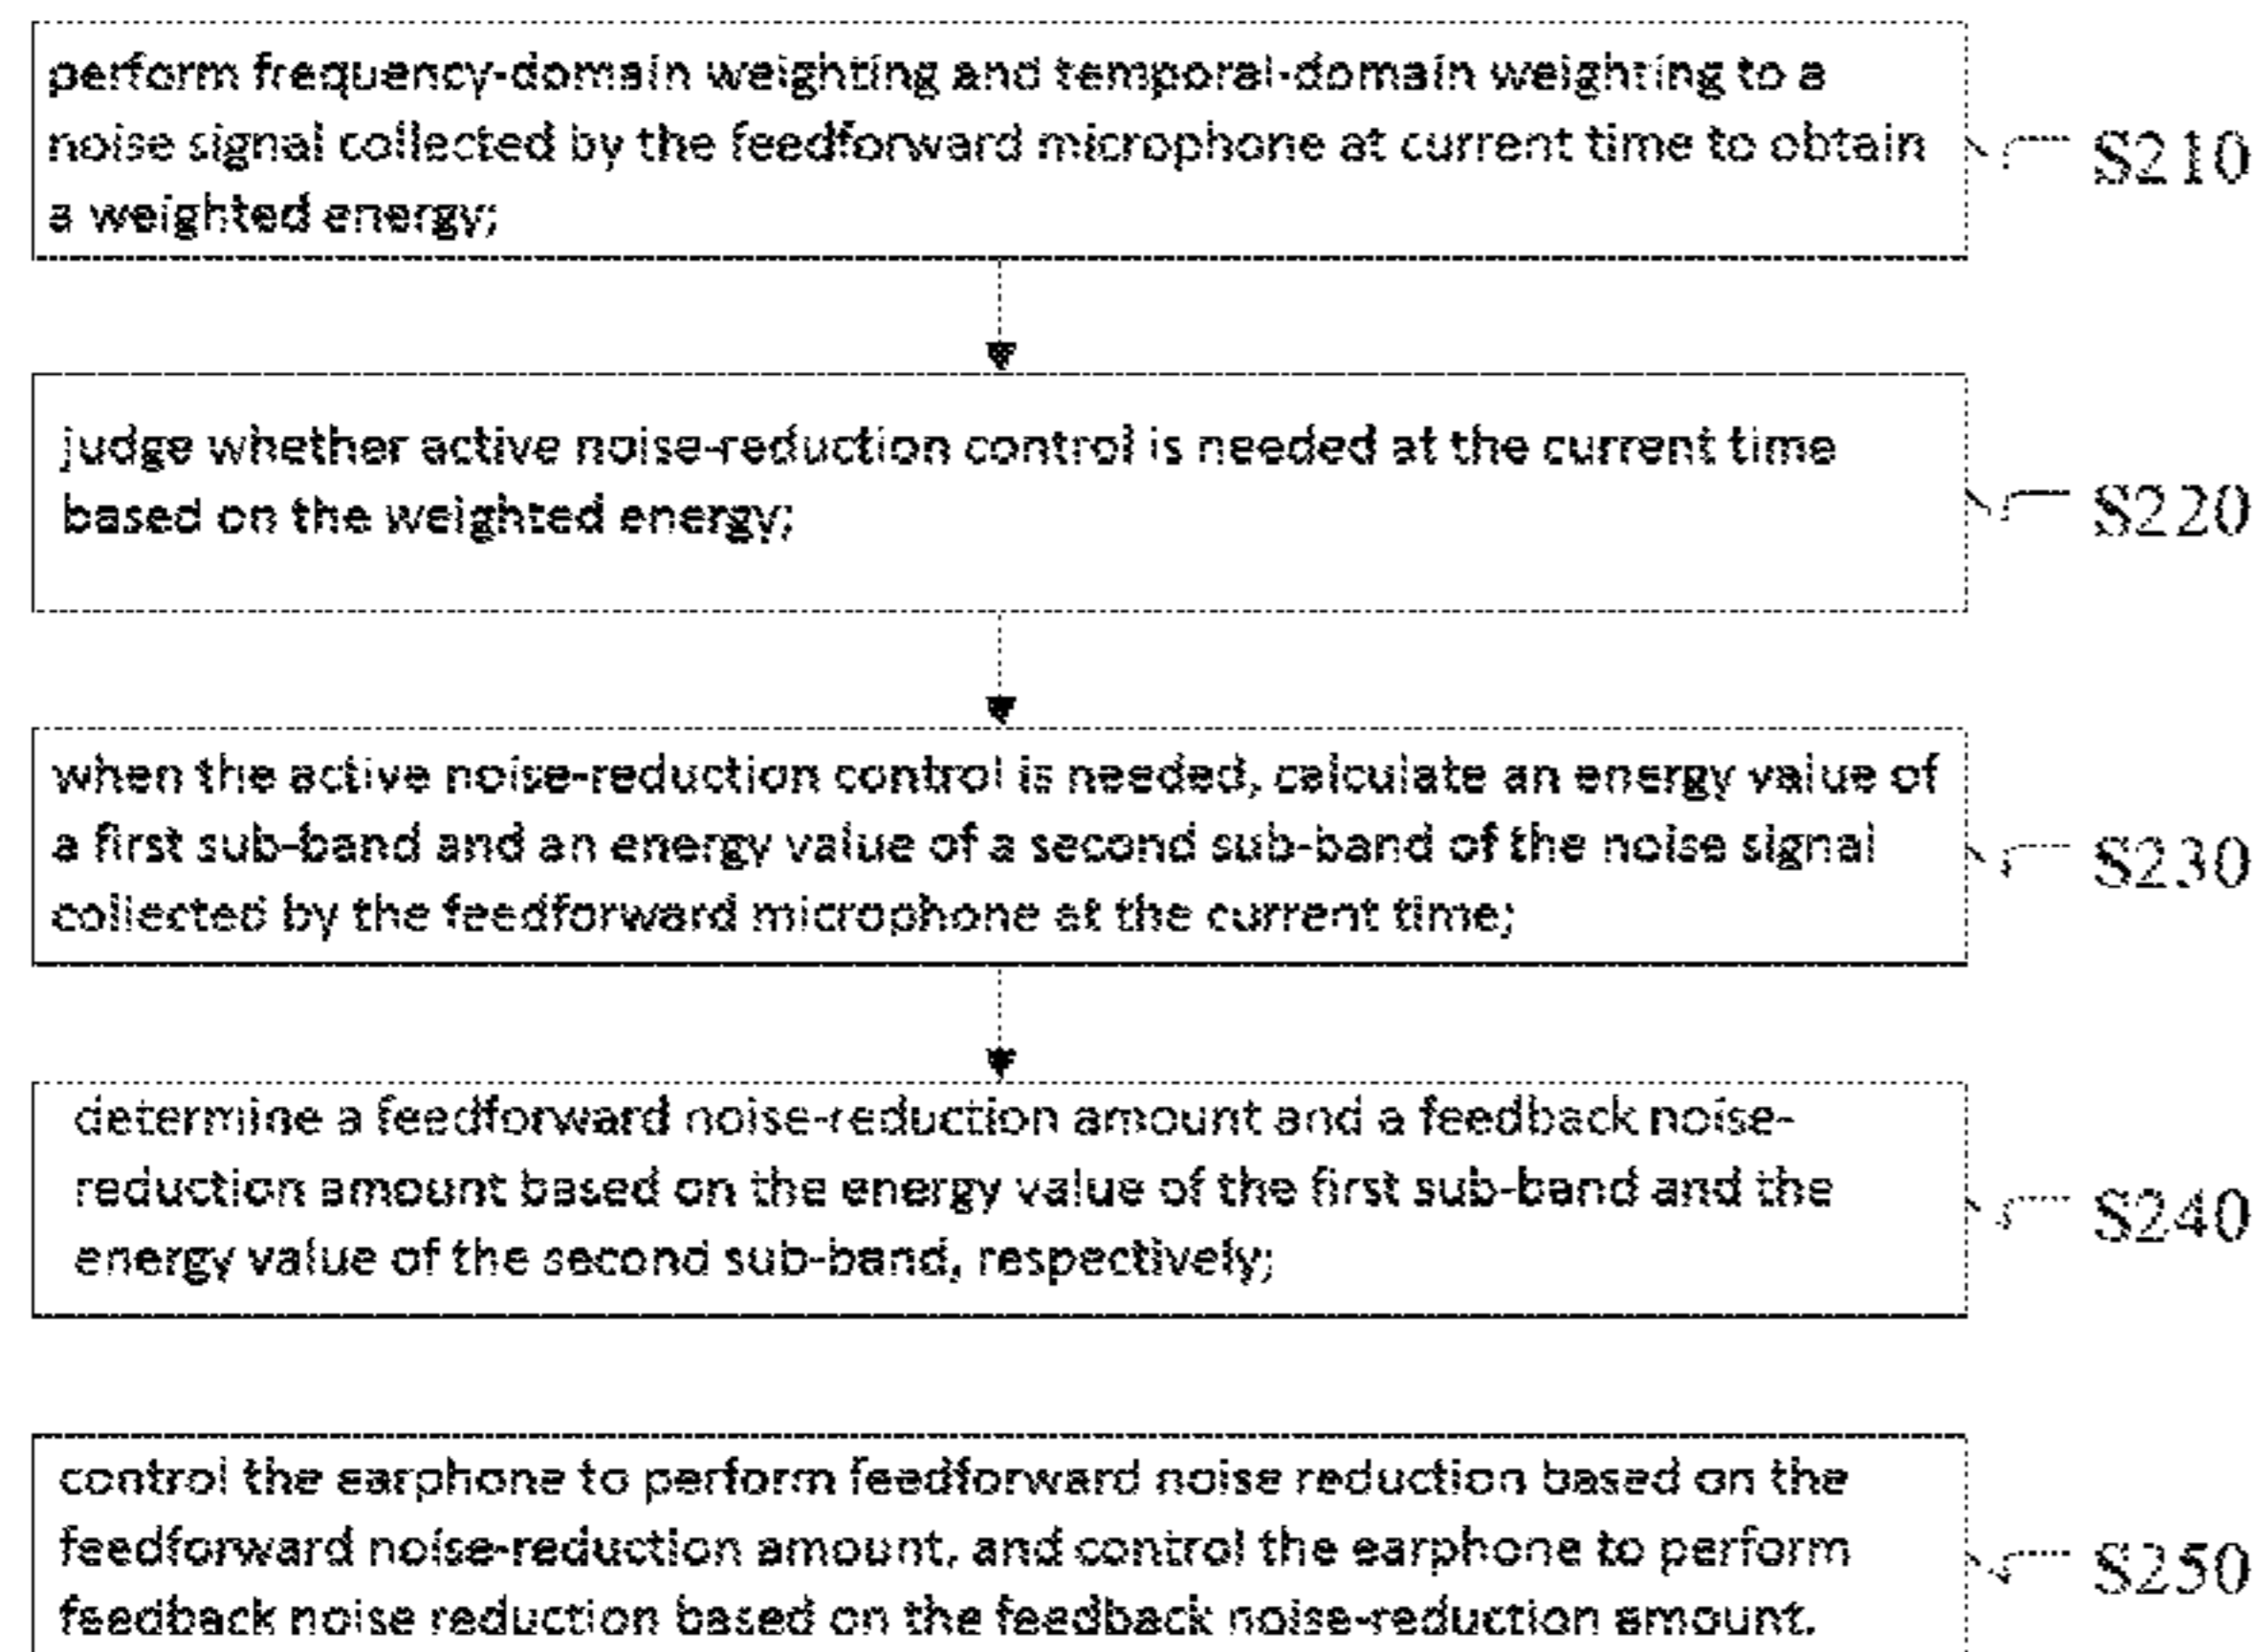 perform frequency-domain weighting and temporal-domain weighting to a
noise signal collected by the feedforward microphone at current time to obtain
a weighted energy;
S210
judge whether active noise-reduction control is needed at the current time
based on the weighted energy;
S220
when the active noise-reduction control is needed, calculate an energy value of
a first sub-band and an energy value of a second sub-band of the noise signal
collected by the feedforward microphone at the current time;
S230
determine a feedforward noise-reduction amount and a feedback noise-
reduction amount based on the energy value of the first sub-band and the
energy value of the second sub-band, respectively;
S240
control the earphone to perform feedforward noise reduction based on the
feedforward noise-reduction amount, and control the earphone to perform
feedback noise reduction based on the feedback noise-reduction amount.
S250